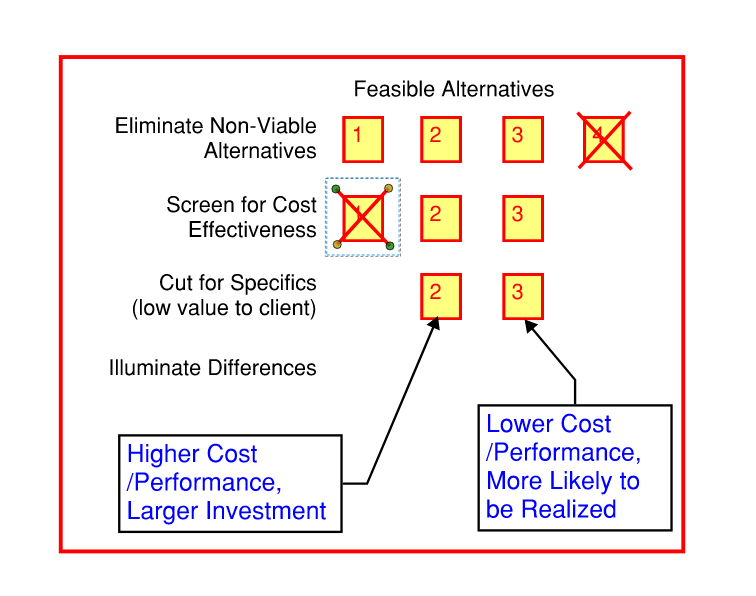 Feasible Alternatives
Eliminate Non-Viable
Alternatives
1 2 3 4
Screen for Cost
Effectiveness
1 2 3
Cut for Specifics
(low value to client)
2 3
Illuminate Differences
Higher Cost
/Performance,
Larger Investment
Lower Cost
/Performance,
More Likely to
be Realized